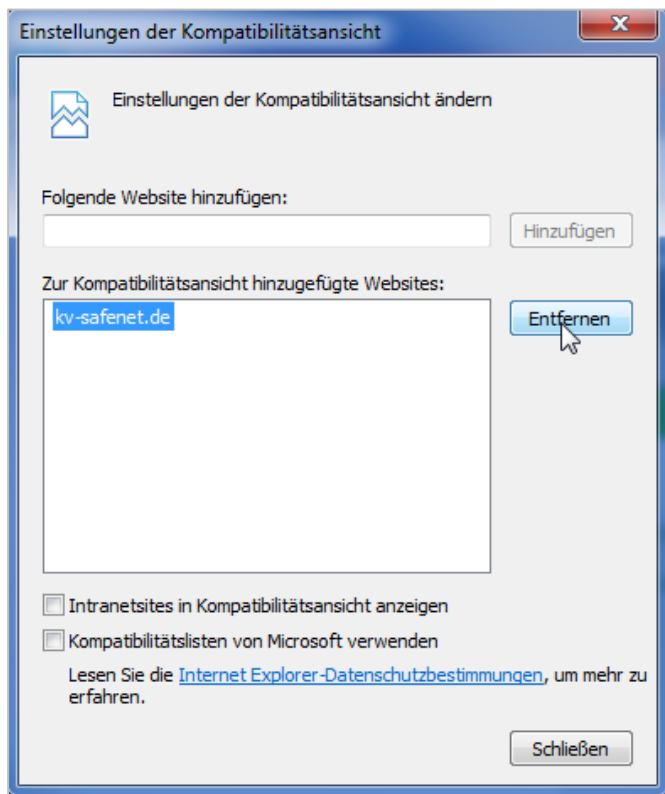 Einstellungen der Kompatibilitätsansicht
Einstellungen der Kompatibilitätsansicht ändern
Folgende Website hinzufügen:
Hinzufügen
Zur Kompatibilitätsansicht hinzugefügte Websites:
kv-safenet.de
Entfernen
Intranetsites in Kompatibilitätsansicht anzeigen
Kompatibilitätslisten von Microsoft verwenden
Lesen Sie die Internet Explorer-Datenschutzbestimmungen, um mehr zu
erfahren.
Schließen